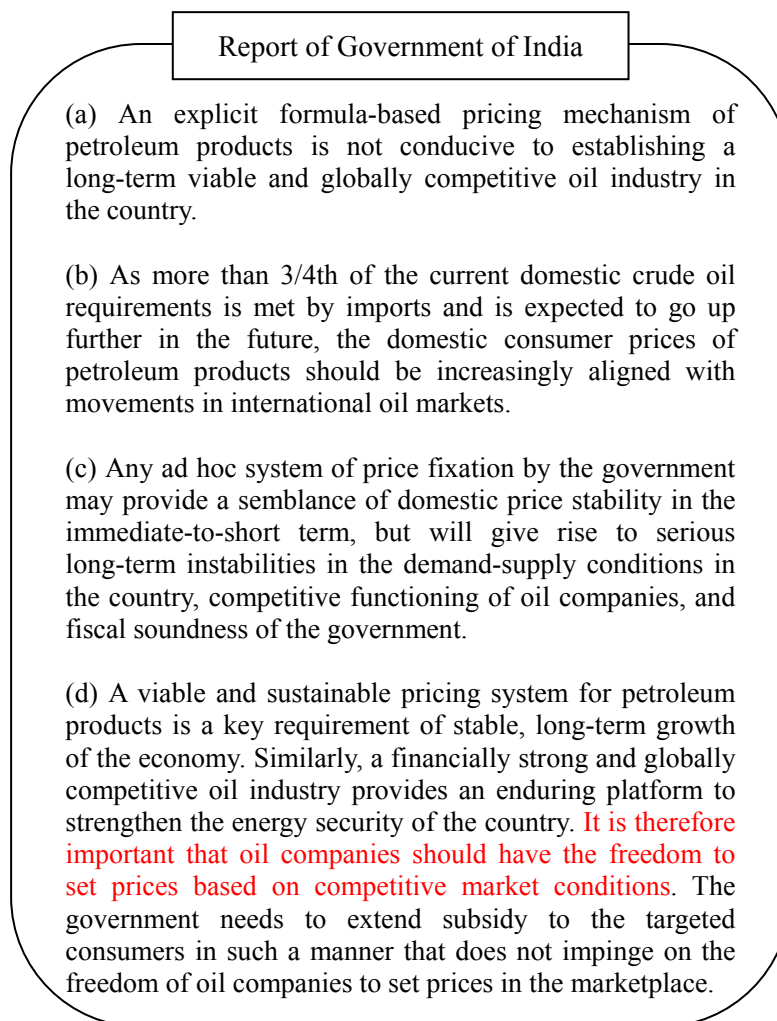 Report of Government of India
(a) An explicit formula-based pricing mechanism of
petroleum products is not conducive to establishing a
long-term viable and globally competitive oil industry in
the country.
(b) As more than 3/4th of the current domestic crude oil
requirements is met by imports and is expected to go up
further in the future, the domestic consumer prices of
petroleum products should be increasingly aligned with
movements in international oil markets.
(c) Any ad hoc system of price fixation by the government
may provide a semblance of domestic price stability in the
immediate-to-short term, but will give rise to serious
long-term instabilities in the demand-supply conditions in
the country, competitive functioning of oil companies, and
fiscal soundness of the government.
(d) A viable and sustainable pricing system for petroleum
products is a key requirement of stable, long-term growth
of the economy. Similarly, a financially strong and globally
competitive oil industry provides an enduring platform to
strengthen the energy security of the country. It is therefore
important that oil companies should have the freedom to
set prices based on competitive market conditions. The
government needs to extend subsidy to the targeted
consumers in such a manner that does not impinge on the
freedom of oil companies to set prices in the marketplace.